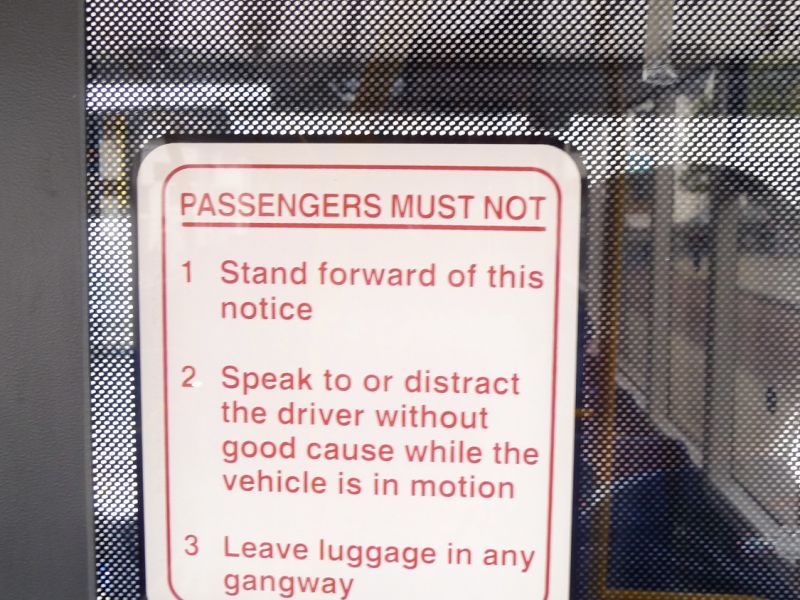 PASSENGERS MUST NOT
1 Stand forward of this
notice
2 Speak to or distract
the driver without
good cause while the
vehicle is in motion
3 Leave luggage in any
gangway